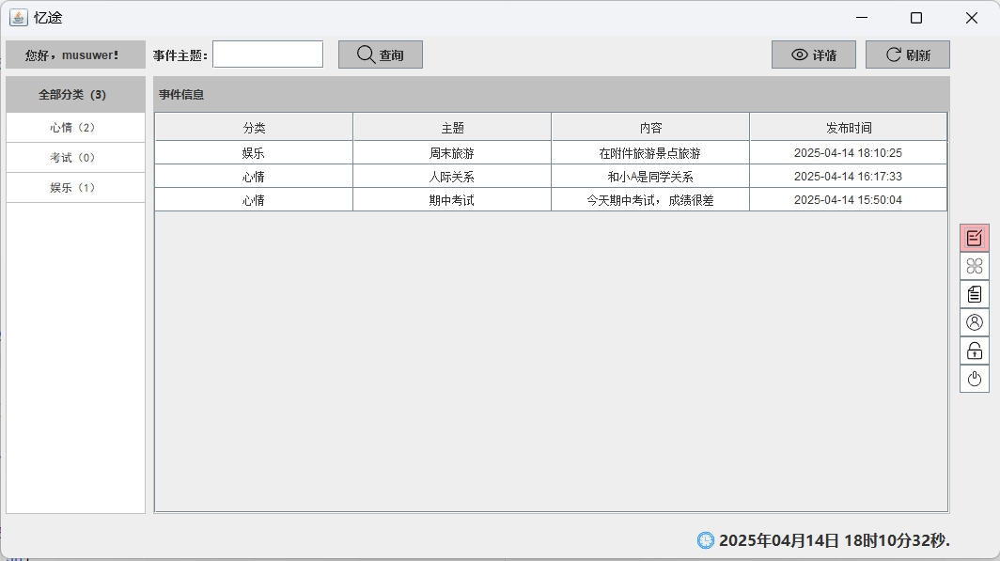 忆途
您好，musuwer! 事件主题: 查询 详情 刷新
全部分类（3） 事件信息
心情（2）
考试（0）
娱乐（1）
分类 主题 内容 发布时间
娱乐 周末旅游 在附件旅游景点旅游 2025-04-14 18:10:25
心情 人际关系 和小A是同学关系 2025-04-14 16:17:33
心情 期中考试 今天期中考试，成绩很差 2025-04-14 15:50:04
2025年04月14日 18时10分32秒.